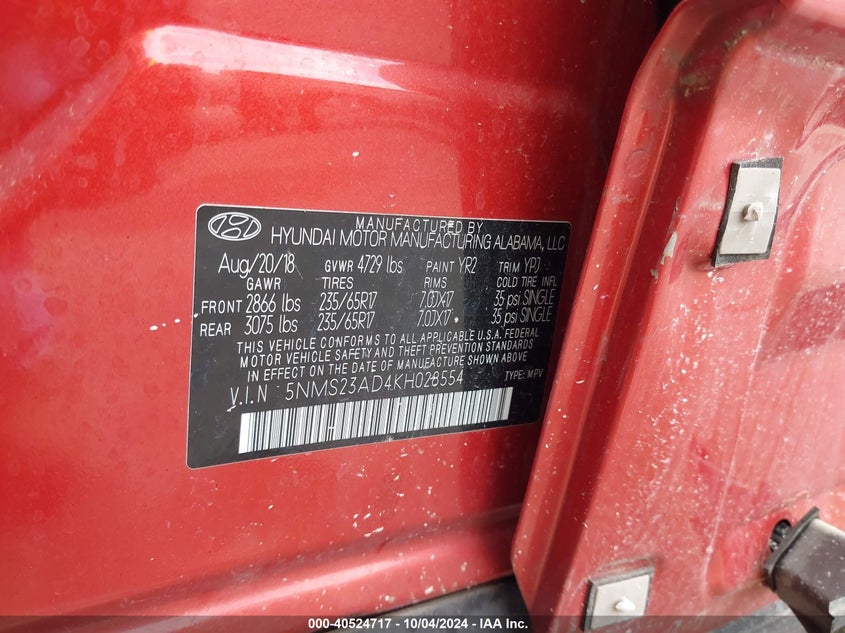 MANUFACTURED BY
HYUNDAI MOTOR MANUFACTURING ALABAMA, LLC
Aug/20/18 GVWR 4729 lbs PAINT YR2 TRIM YPJ
GAWR TIRES RIMS COLD TIRE INFL
FRONT 2866 lbs 235/65R17 7.0JX17 35 psi SINGLE
REAR 3075 lbs 235/65R17 7.0JX17 35 psi SINGLE
THIS VEHICLE CONFORMS TO ALL APPLICABLE U.S.A. FEDERAL
MOTOR VEHICLE SAFETY AND THEFT PREVENTION STANDARDS
IN EFFECT ON THE DATE OF MANUFACTURE SHOWN ABOVE.
V.I.N 5NMS23AD4KH028554 TYPE: MPV
000-40524717 - 10/04/2024 - IAA Inc.